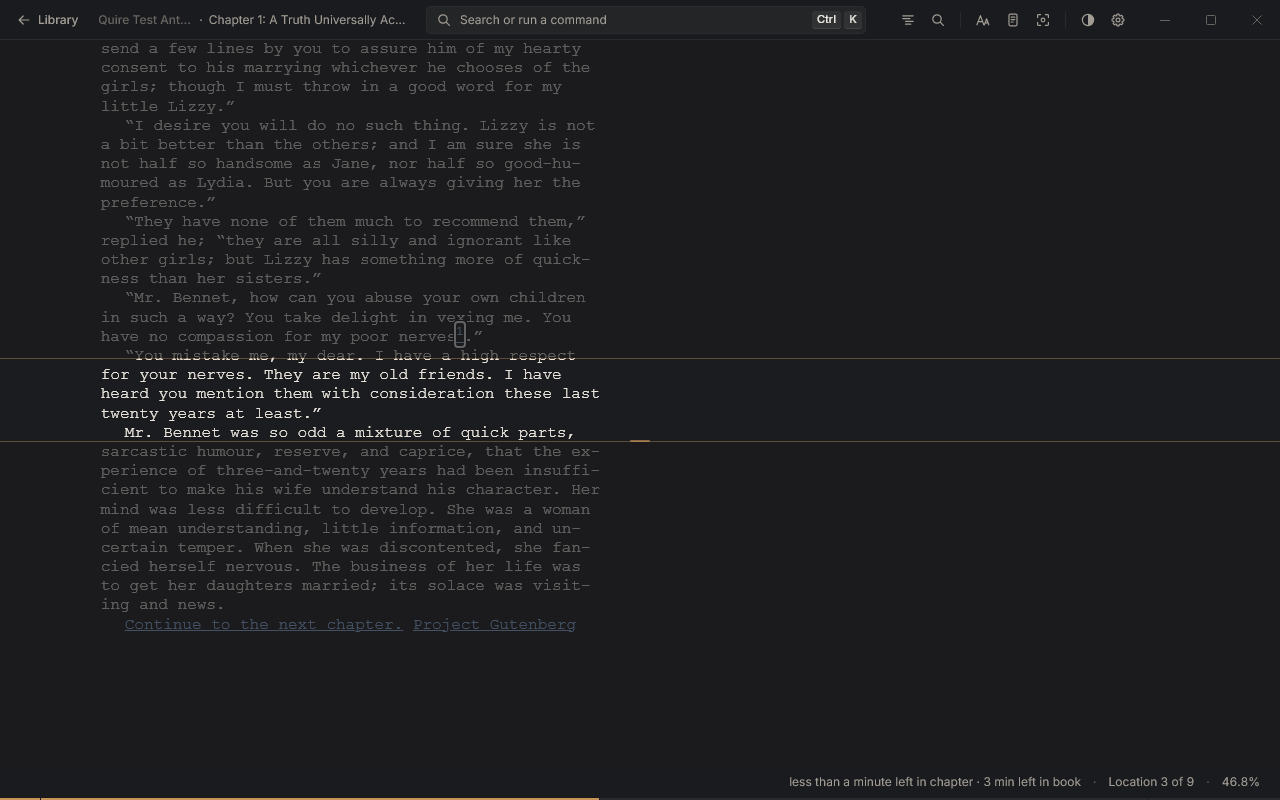 Library
Quire Test Ant... · Chapter 1: A Truth Universally Ac...
Search or run a command
Ctrl K
send a few lines by you to assure him of my hearty
consent to his marrying whichever he chooses of the
girls; though I must throw in a good word for my
little Lizzy.”
“I desire you will do no such thing. Lizzy is not
a bit better than the others; and I am sure she is
not half so handsome as Jane, nor half so good-hu-
moured as Lydia. But you are always giving her the
preference.”
“They have none of them much to recommend them,”
replied he; “they are all silly and ignorant like
other girls; but Lizzy has something more of quick-
ness than her sisters.”
“Mr. Bennet, how can you abuse your own children
in such a way? You take delight in vexing me. You
have no compassion for my poor nerves1.”
“You mistake me, my dear. I have a high respect
for your nerves. They are my old friends. I have
heard you mention them with consideration these last
twenty years at least.”
Mr. Bennet was so odd a mixture of quick parts,
sarcastic humour, reserve, and caprice, that the ex-
perience of three-and-twenty years had been insuffi-
cient to make his wife understand his character. Her
mind was less difficult to develop. She was a woman
of mean understanding, little information, and un-
certain temper. When she was discontented, she fan-
cied herself nervous. The business of her life was
to get her daughters married; its solace was visit-
ing and news.
Continue to the next chapter. Project Gutenberg
less than a minute left in chapter · 3 min left in book · Location 3 of 9 · 46.8%